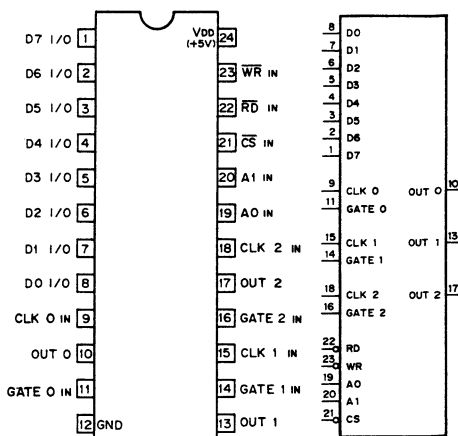 D7 I/O 1
D6 I/O 2
D5 I/O 3
D4 I/O 4
D3 I/O 5
D2 I/O 6
D1 I/O 7
D0 I/O 8
CLK 0 IN 9
OUT 0 10
GATE 0 IN 11
12 GND
VDD 24
(+5V)
23 WR IN
22 RD IN
21 CS IN
20 A1 IN
19 A0 IN
18 CLK 2 IN
17 OUT 2
16 GATE 2 IN
15 CLK 1 IN
14 GATE 1 IN
13 OUT 1
8 D0
7 D1
6 D2
5 D3
4 D4
3 D5
2 D6
1 D7
9 CLK 0 OUT 0 10
11 GATE 0
15 CLK 1 OUT 1 13
14 GATE 1
18 CLK 2 OUT 2 17
16 GATE 2
22 RD
23 WR
19 A0
20 A1
21 CS